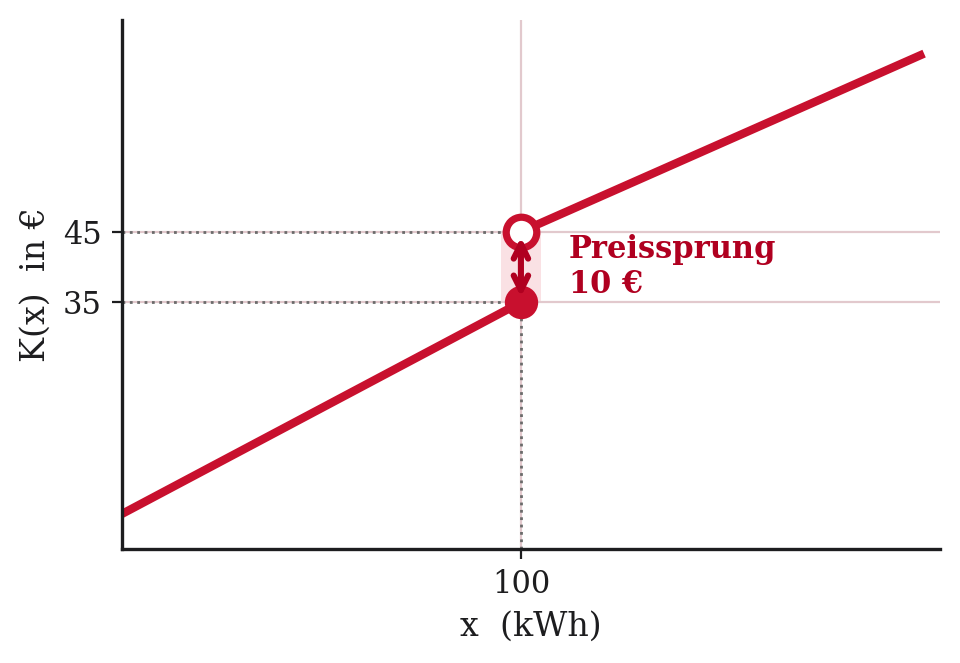 K(x)  in €
45
35
Preissprung
10 €
100
x  (kWh)